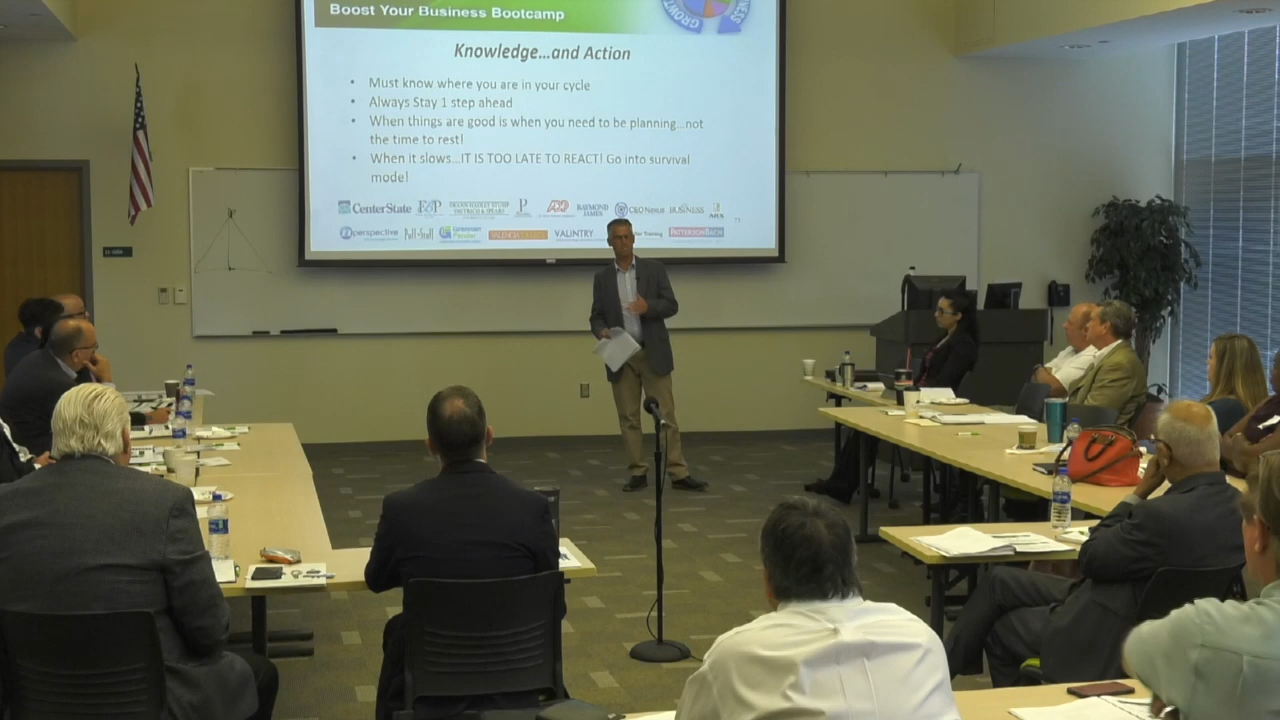 Boost Your Business Bootcamp
Knowledge...and Action
• Must know where you are in your cycle
• Always Stay 1 step ahead
• When things are good is when you need to be planning...not
the time to rest!
• When it slows...IT IS TOO LATE TO REACT! Go into survival
mode!
CenterState
RAYMOND
JAMES
CEO Nexus
BUSINESS
perspective
VALENCIA
VALiNTRY
Training
PATTERSONBACH